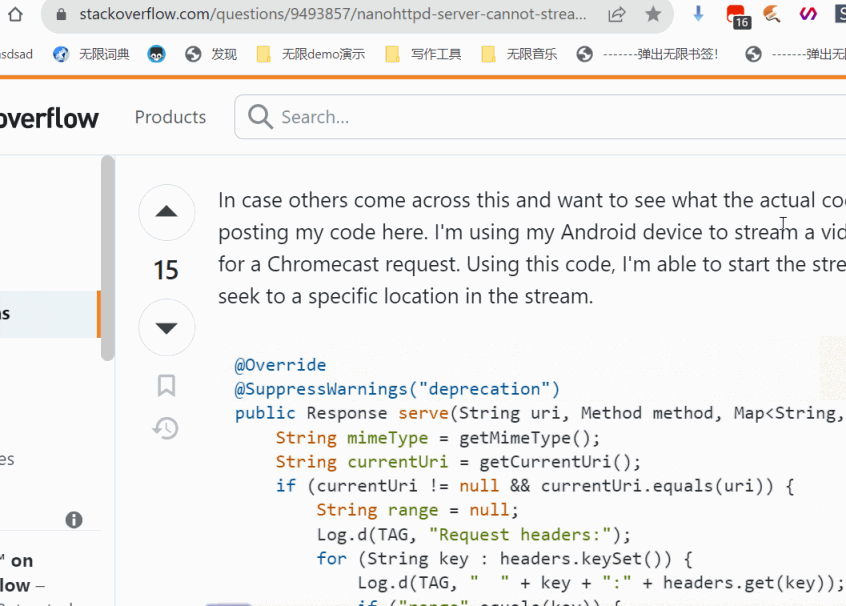 stackoverflow.com/questions/9493857/nanohttpd-server-cannot-strea...
16
sdsad 无限词典 发现 无限demo演示 写作工具 无限音乐 -------弹出无限书签! -------弹出无
overflow Products Search...
In case others come across this and want to see what the actual co
posting my code here. I'm using my Android device to stream a vid
for a Chromecast request. Using this code, I'm able to start the stre
seek to a specific location in the stream.
15
s
es
on
low –
@Override
@SuppressWarnings("deprecation")
public Response serve(String uri, Method method, Map<String,
String mimeType = getMimeType();
String currentUri = getCurrentUri();
if (currentUri != null && currentUri.equals(uri)) {
String range = null;
Log.d(TAG, "Request headers:");
for (String key : headers.keySet()) {
Log.d(TAG, "  " + key + ":" + headers.get(key));
if ("range".equals(key)) {